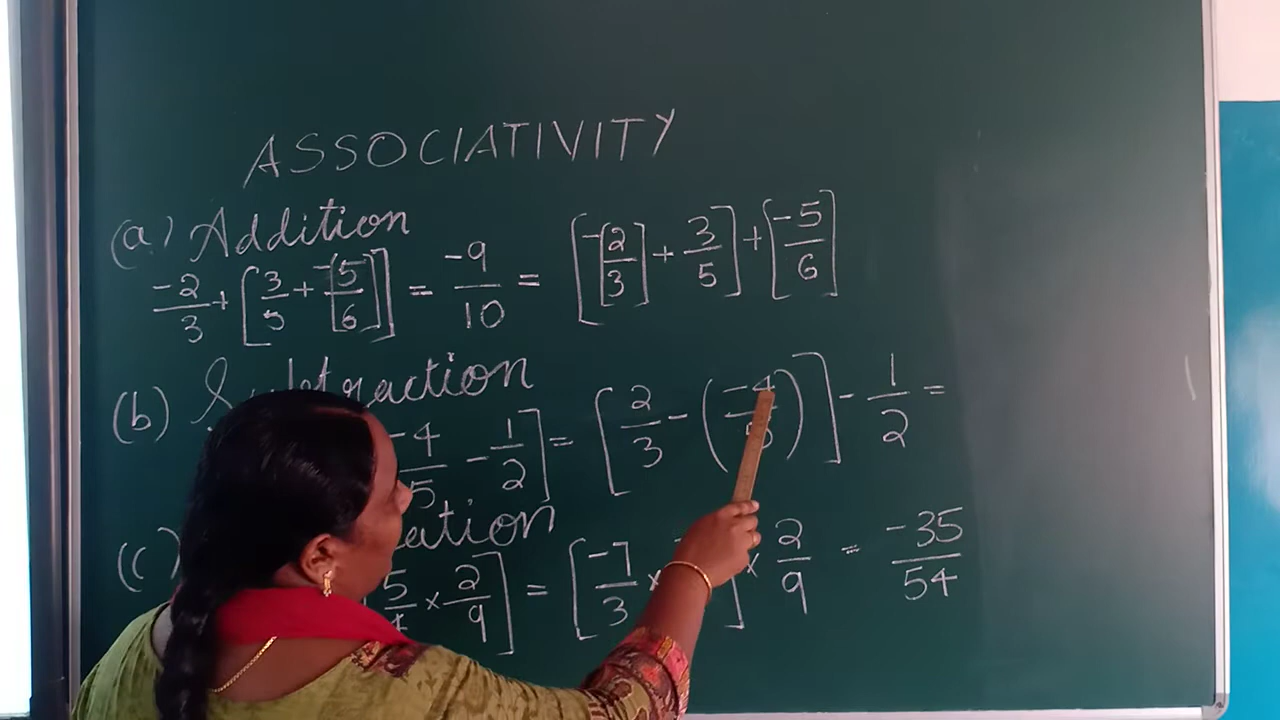 ASSOCIATIVITY
(a) Addition
-2/3 + [3/5 + (-5/6)] = -9/10 = [-[2/3] + 3/5] + [-5/6]
(b) Subtraction
-4/5 - 1/2] = [2/3 - (-4/5)] - 1/2 =
(c)
5/4 × 2/9] = [-7/3 × ] × 2/9 = -35/54